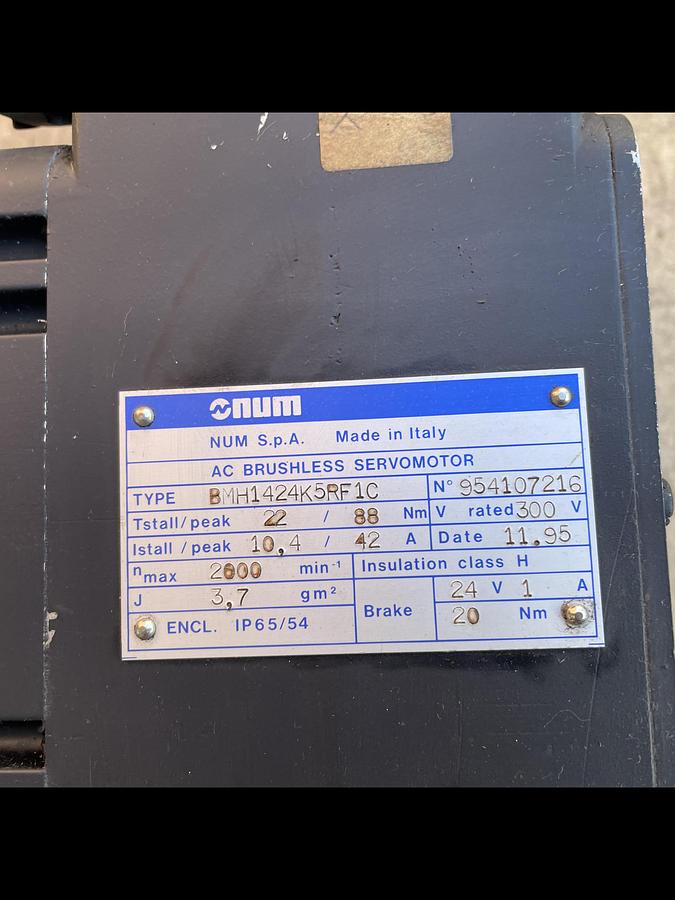 num
NUM S.p.A. Made in Italy
AC BRUSHLESS SERVOMOTOR
TYPE BMH1424K5RF1C N° 954107216
Tstall/peak 22 / 88 Nm V rated 300 V
Istall/peak 10,4 / 42 A Date 11.95
nmax 2000 min⁻¹ Insulation class H
J 3,7 gm² Brake 24 V 1 A
ENCL. IP65/54 20 Nm